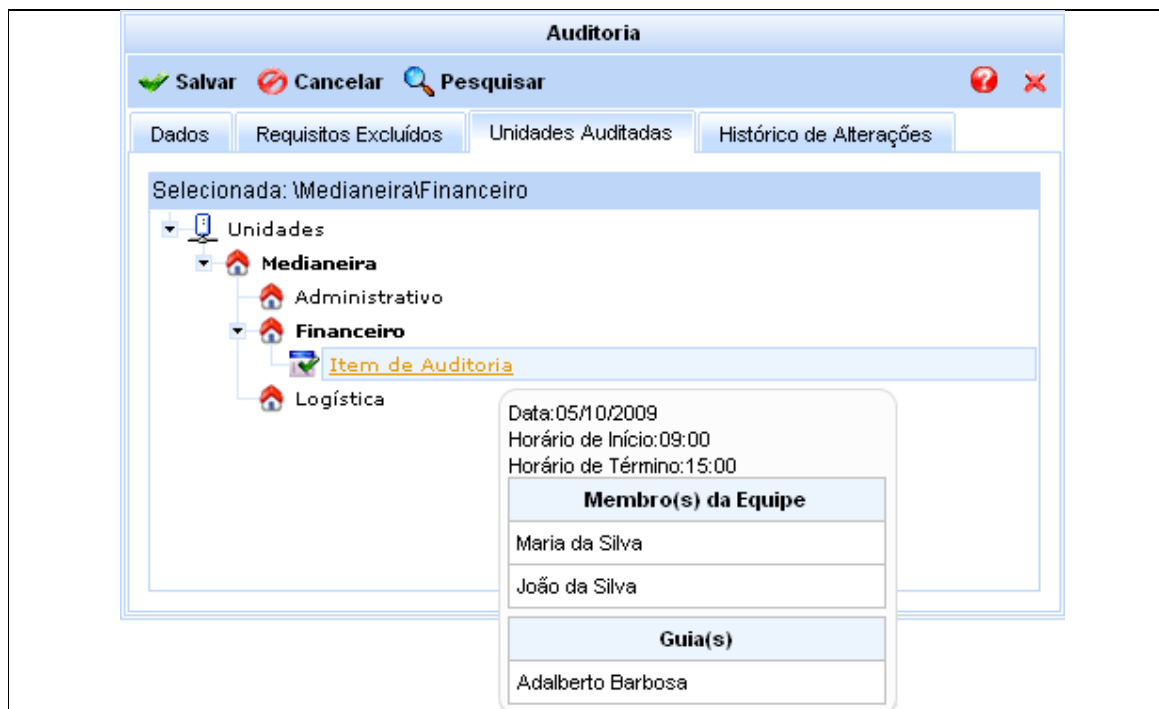 Auditoria
Salvar Cancelar Pesquisar
Dados Requisitos Excluídos Unidades Auditadas Histórico de Alterações
Selecionada: \Medianeira\Financeiro
Unidades
Medianeira
Administrativo
Financeiro
Item de Auditoria
Logística
Data:05/10/2009
Horário de Início:09:00
Horário de Término:15:00
Membro(s) da Equipe
Maria da Silva
João da Silva
Guia(s)
Adalberto Barbosa